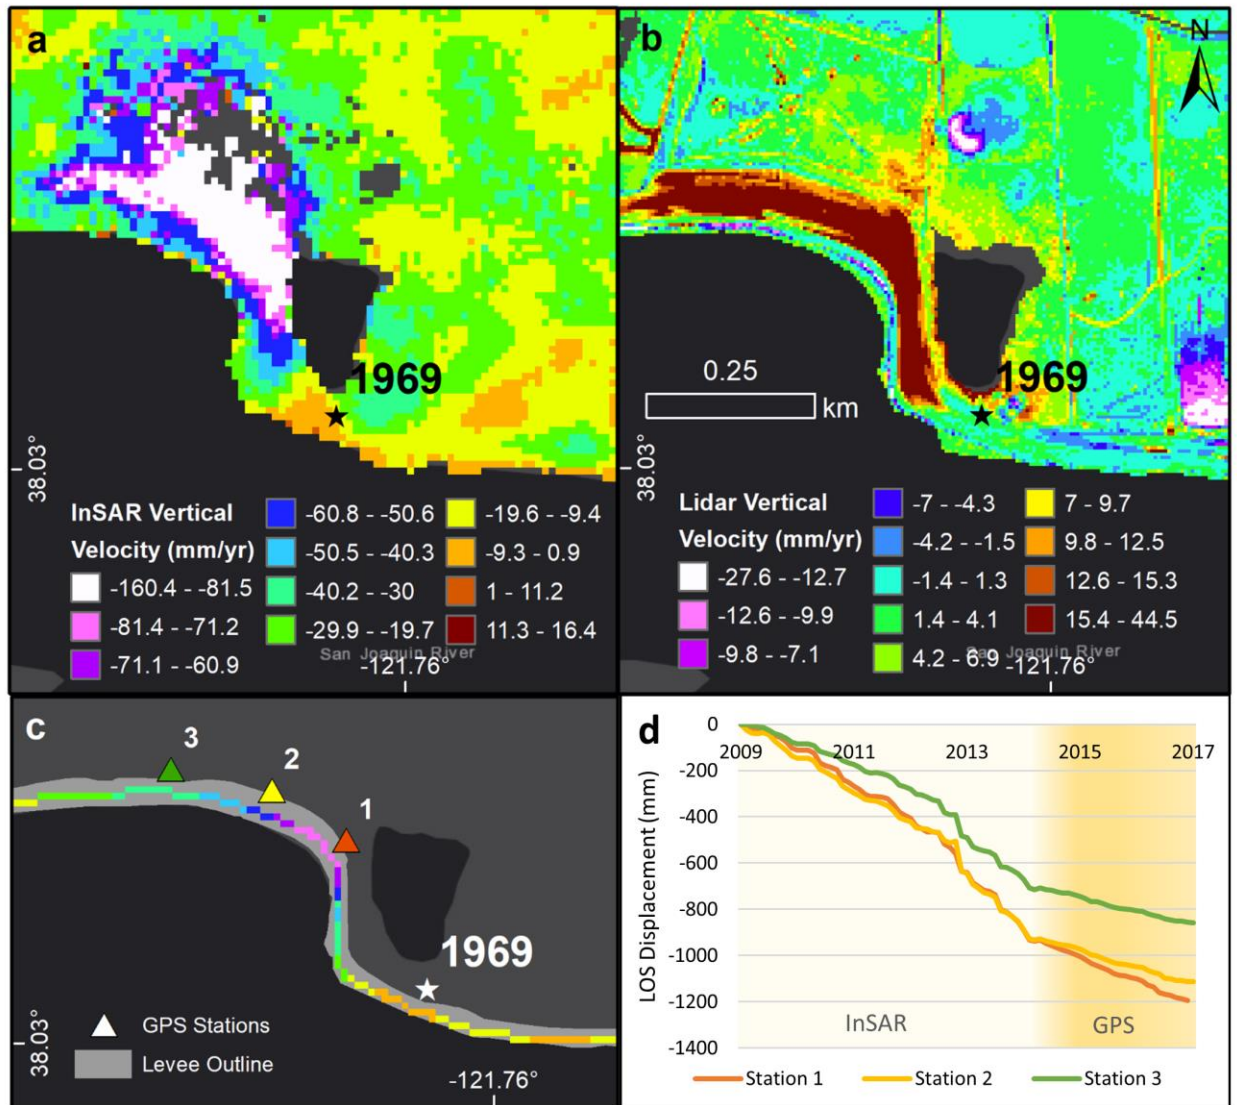 a
1969
38.03°
InSAR Vertical
Velocity (mm/yr)
-160.4 - -81.5
-81.4 - -71.2
-71.1 - -60.9
-60.8 - -50.6
-50.5 - -40.3
-40.2 - -30
-29.9 - -19.7
-19.6 - -9.4
-9.3 - 0.9
1 - 11.2
11.3 - 16.4
San Joaquin River
-121.76°
b
N
0.25
km
1969
38.03°
Lidar Vertical
Velocity (mm/yr)
-27.6 - -12.7
-12.6 - -9.9
-9.8 - -7.1
-7 - -4.3
-4.2 - -1.5
-1.4 - 1.3
1.4 - 4.1
4.2 - 6.9
7 - 9.7
9.8 - 12.5
12.6 - 15.3
15.4 - 44.5
San Joaquin River
-121.76°
c
3
2
1
1969
GPS Stations
Levee Outline
38.03°
-121.76°
d
LOS Displacement (mm)
0
-200
-400
-600
-800
-1000
-1200
-1400
2009
2011
2013
2015
2017
InSAR
GPS
Station 1
Station 2
Station 3